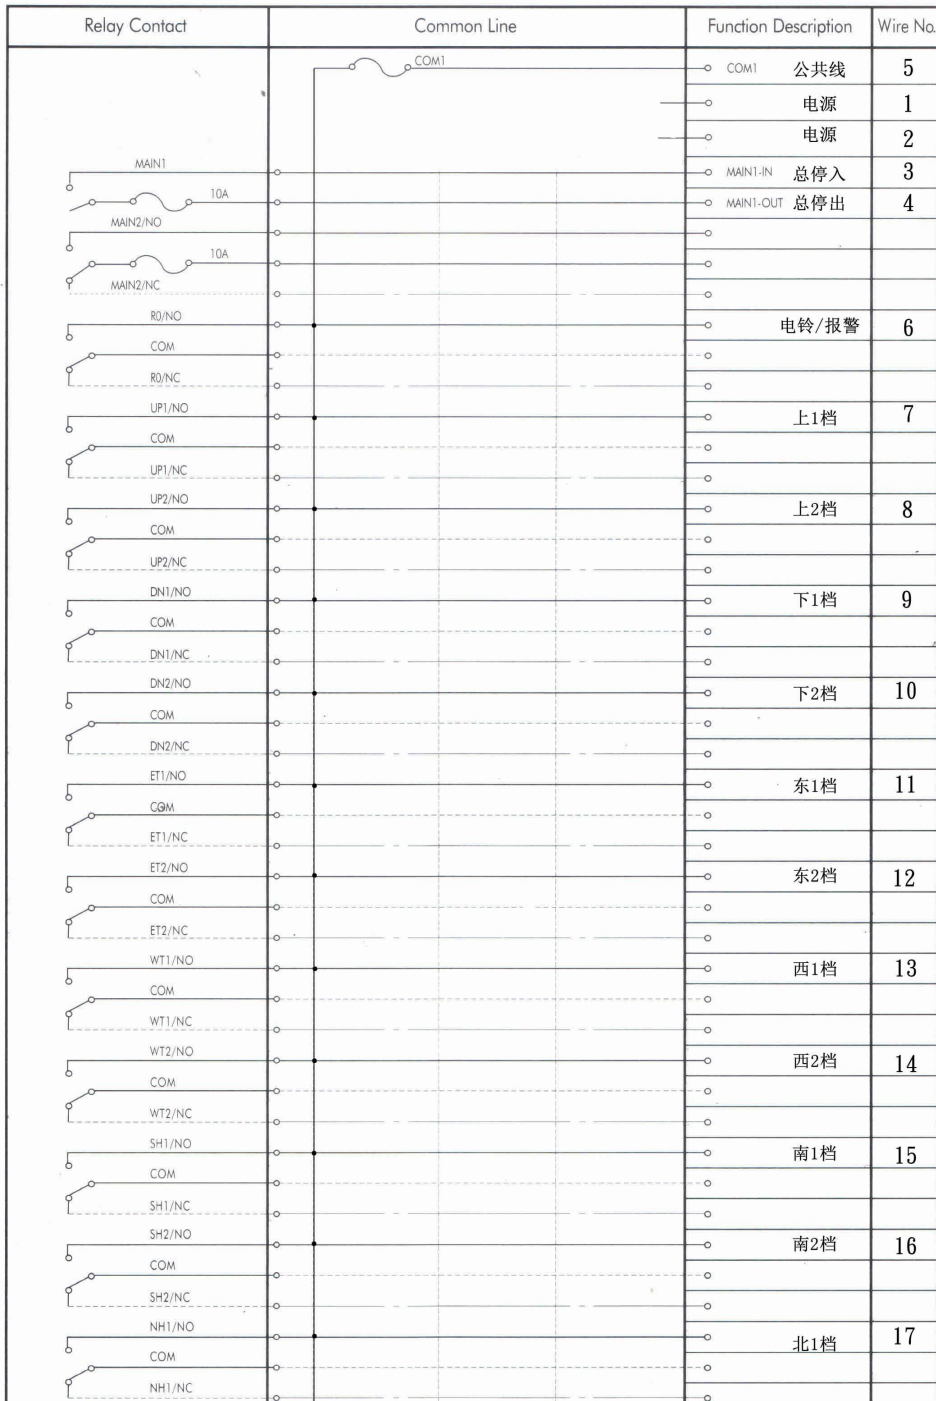 Relay Contact Common Line Function Description Wire No.
COM1 COM1 公共线 5
电源 1
电源 2
MAIN1 MAIN1-IN 总停入 3
10A MAIN1-OUT 总停出 4
MAIN2/NO
10A
MAIN2/NC
R0/NO 电铃/报警 6
COM
R0/NC
UP1/NO 上1档 7
COM
UP1/NC
UP2/NO 上2档 8
COM
UP2/NC
DN1/NO 下1档 9
COM
DN1/NC
DN2/NO 下2档 10
COM
DN2/NC
ET1/NO 东1档 11
COM
ET1/NC
ET2/NO 东2档 12
COM
ET2/NC
WT1/NO 西1档 13
COM
WT1/NC
WT2/NO 西2档 14
COM
WT2/NC
SH1/NO 南1档 15
COM
SH1/NC
SH2/NO 南2档 16
COM
SH2/NC
NH1/NO 北1档 17
COM
NH1/NC